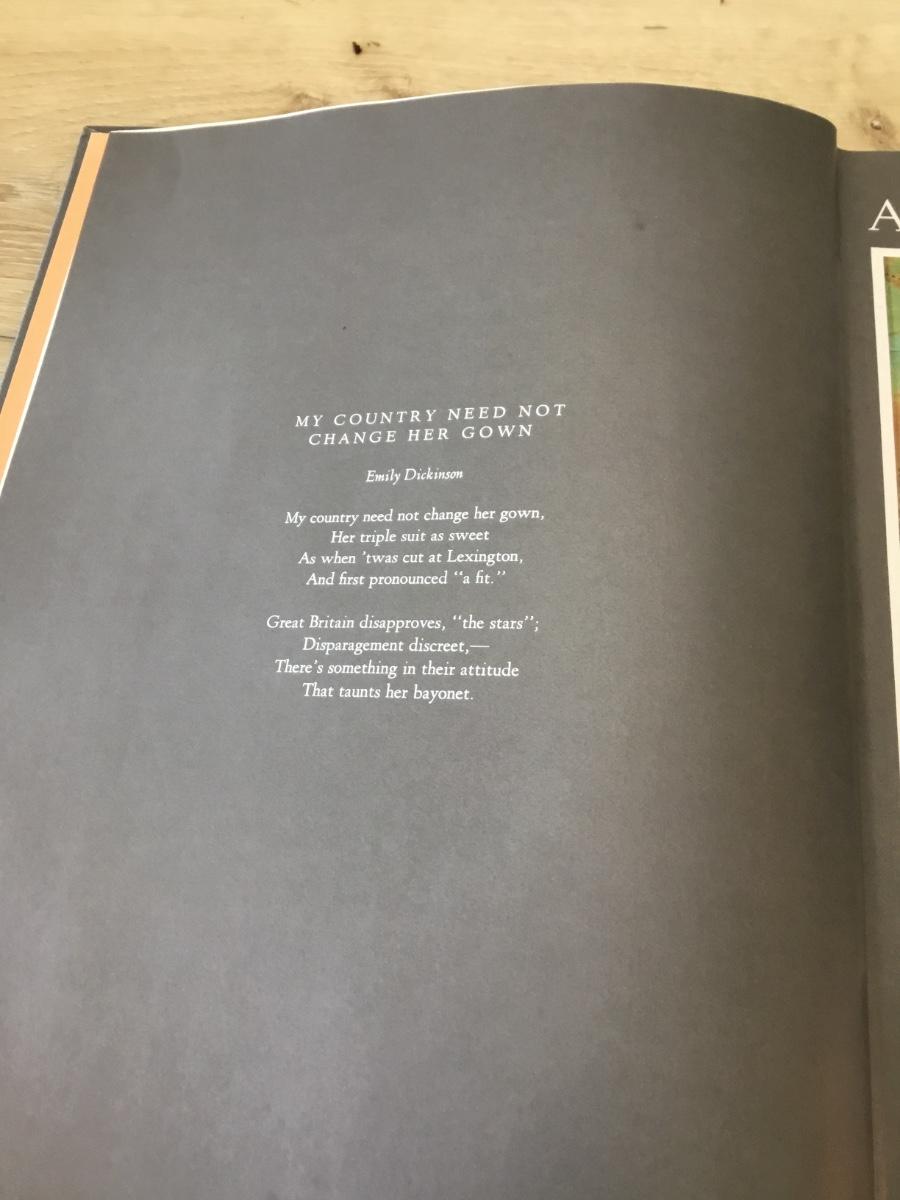 MY COUNTRY NEED NOT
CHANGE HER GOWN
Emily Dickinson
My country need not change her gown,
Her triple suit as sweet
As when 'twas cut at Lexington,
And first pronounced “a fit.”
Great Britain disapproves, “the stars”;
Disparagement discreet,—
There's something in their attitude
That taunts her bayonet.
A